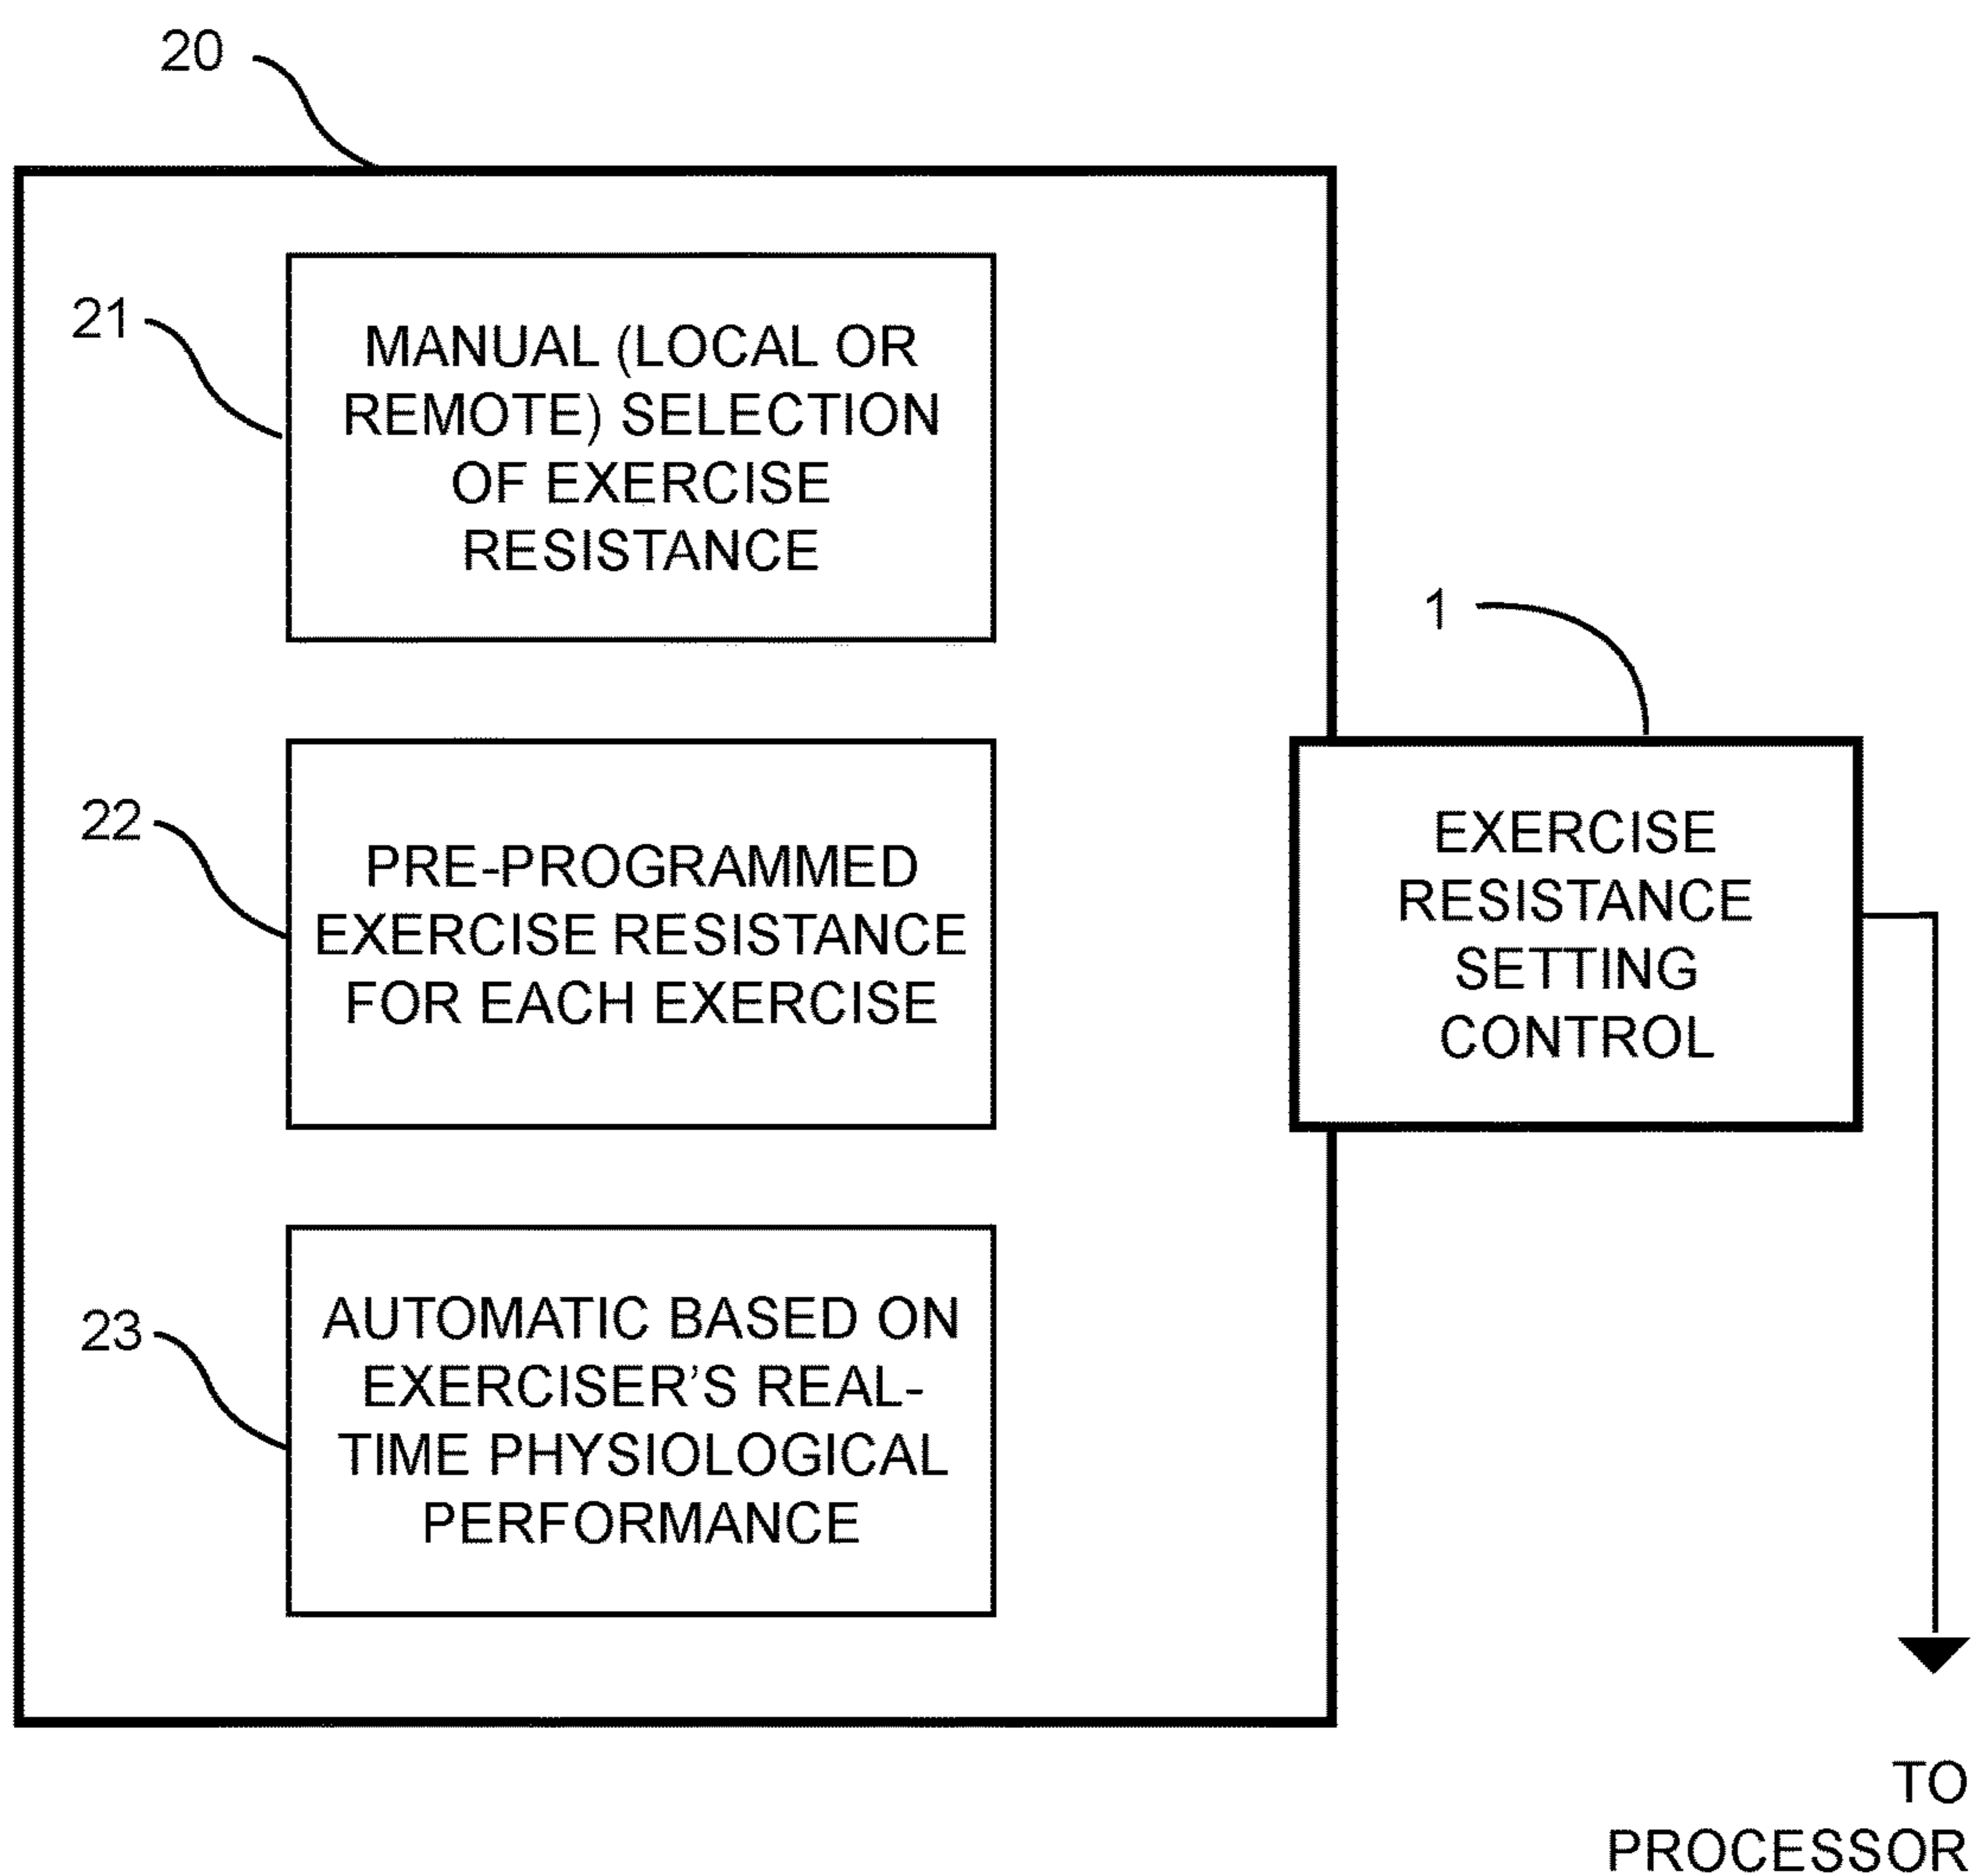 20
21
MANUAL (LOCAL OR
REMOTE) SELECTION
OF EXERCISE
RESISTANCE
1
22
PRE-PROGRAMMED
EXERCISE RESISTANCE
FOR EACH EXERCISE
EXERCISE
RESISTANCE
SETTING
CONTROL
23
AUTOMATIC BASED ON
EXERCISER’S REAL-
TIME PHYSIOLOGICAL
PERFORMANCE
TO
PROCESSOR